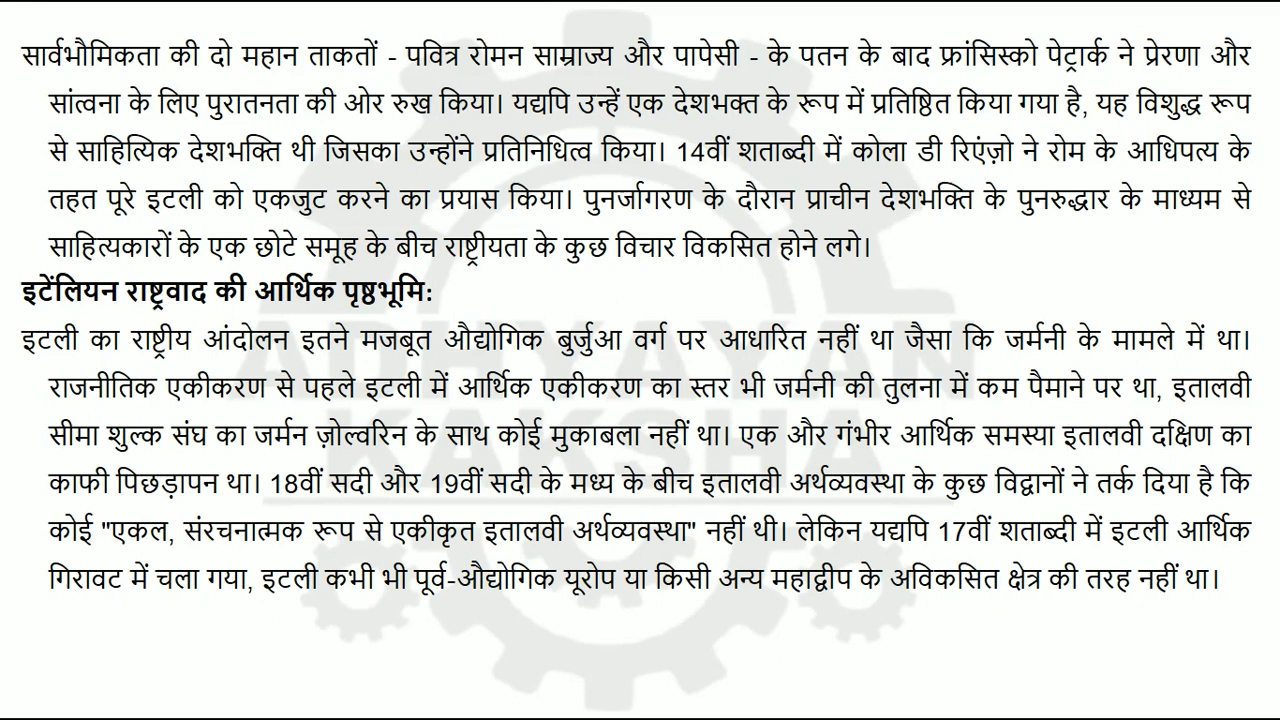 सार्वभौमिकता की दो महान ताकतों - पवित्र रोमन साम्राज्य और पापेसी - के पतन के बाद फ्रांसिस्को पेट्रार्क ने प्रेरणा और
सांत्वना के लिए पुरातनता की ओर रुख किया। यद्यपि उन्हें एक देशभक्त के रूप में प्रतिष्ठित किया गया है, यह विशुद्ध रूप
से साहित्यिक देशभक्ति थी जिसका उन्होंने प्रतिनिधित्व किया। 14वीं शताब्दी में कोला डी रिएंज़ो ने रोम के आधिपत्य के
तहत पूरे इटली को एकजुट करने का प्रयास किया। पुनर्जागरण के दौरान प्राचीन देशभक्ति के पुनरुद्धार के माध्यम से
साहित्यकारों के एक छोटे समूह के बीच राष्ट्रीयता के कुछ विचार विकसित होने लगे।
इटेंलियन राष्ट्रवाद की आर्थिक पृष्ठभूमि:
इटली का राष्ट्रीय आंदोलन इतने मजबूत औद्योगिक बुर्जुआ वर्ग पर आधारित नहीं था जैसा कि जर्मनी के मामले में था।
राजनीतिक एकीकरण से पहले इटली में आर्थिक एकीकरण का स्तर भी जर्मनी की तुलना में कम पैमाने पर था, इतालवी
सीमा शुल्क संघ का जर्मन ज़ोल्वरिन के साथ कोई मुकाबला नहीं था। एक और गंभीर आर्थिक समस्या इतालवी दक्षिण का
काफी पिछड़ापन था। 18वीं सदी और 19वीं सदी के मध्य के बीच इतालवी अर्थव्यवस्था के कुछ विद्वानों ने तर्क दिया है कि
कोई "एकल, संरचनात्मक रूप से एकीकृत इतालवी अर्थव्यवस्था" नहीं थी। लेकिन यद्यपि 17वीं शताब्दी में इटली आर्थिक
गिरावट में चला गया, इटली कभी भी पूर्व-औद्योगिक यूरोप या किसी अन्य महाद्वीप के अविकसित क्षेत्र की तरह नहीं था।
ADHYAYAN
KAKSHA